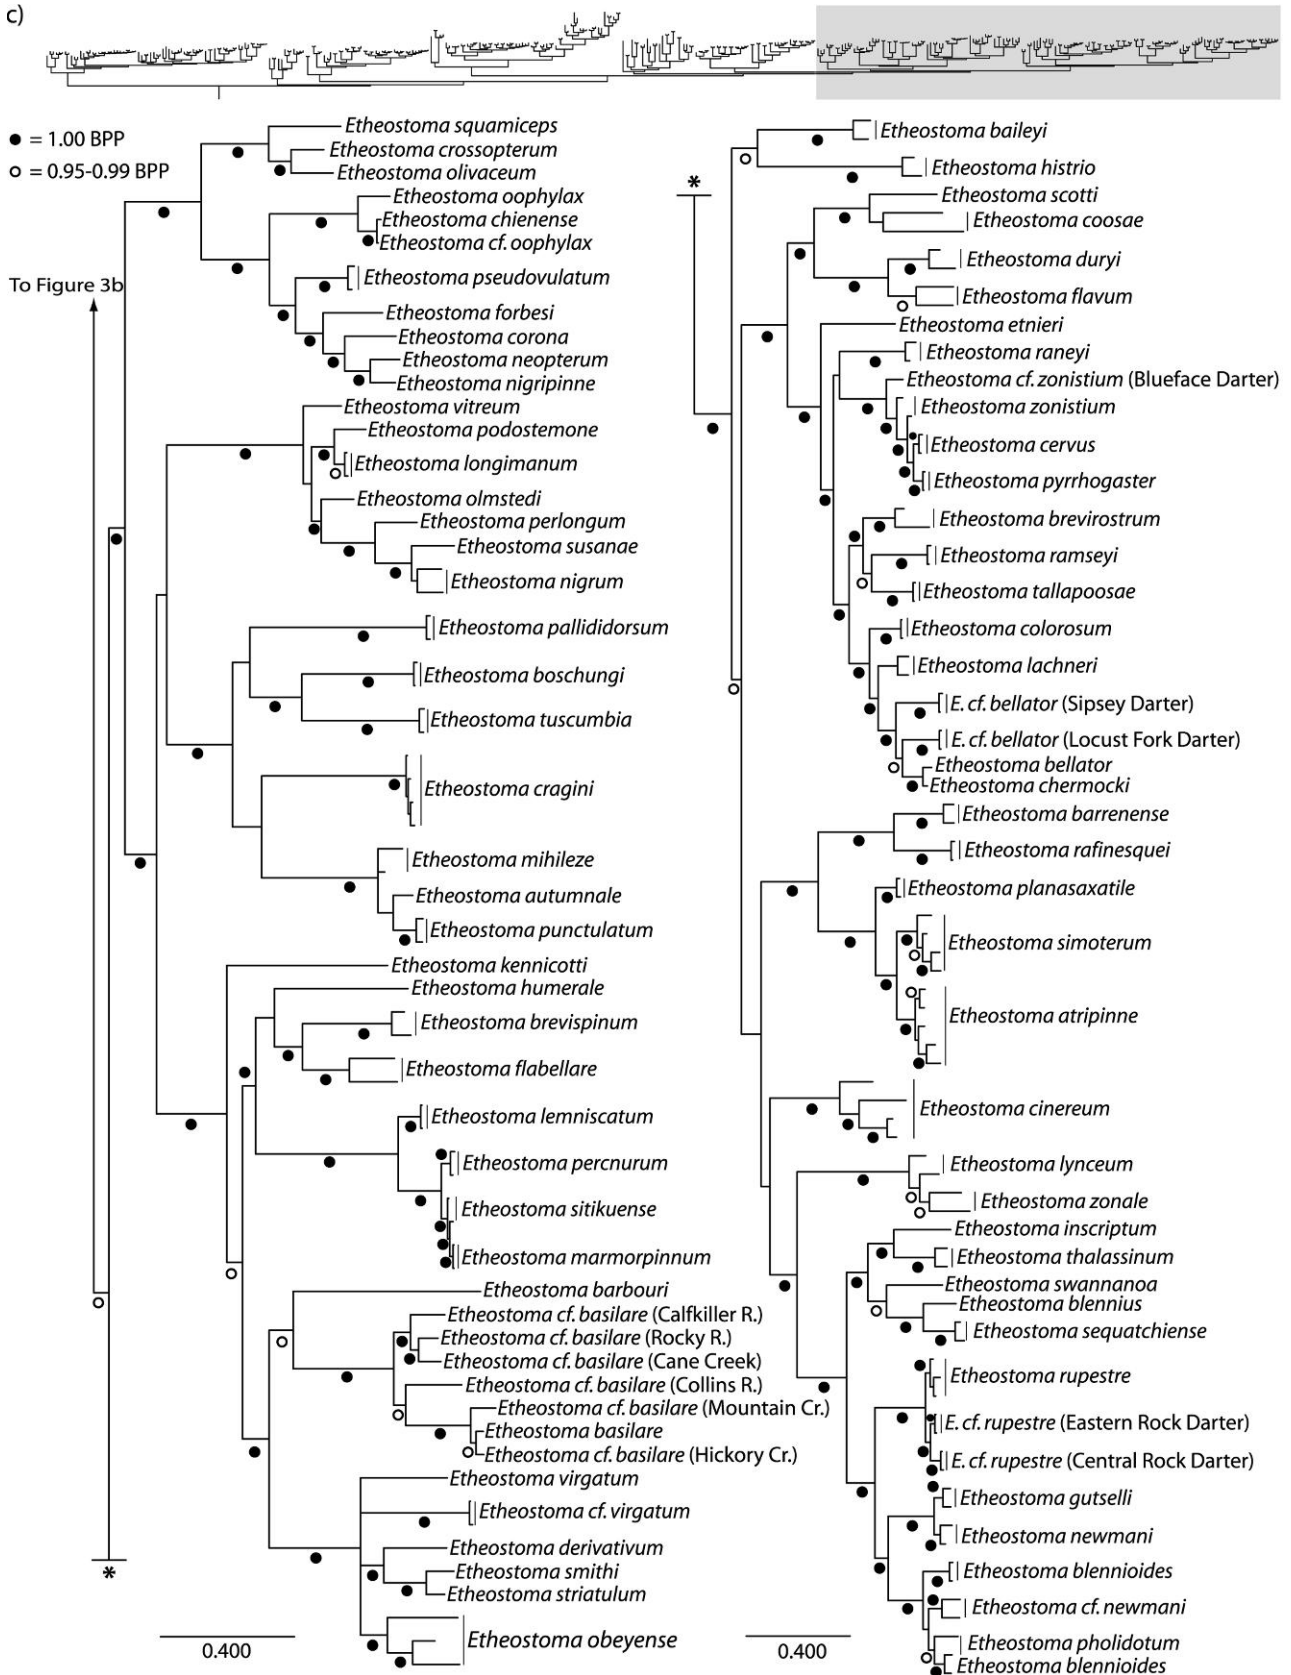 c)
● = 1.00 BPP
○ = 0.95-0.99 BPP
To Figure 3b
Etheostoma squamiceps
Etheostoma crossopterum
Etheostoma olivaceum
Etheostoma oophylax
Etheostoma chienense
Etheostoma cf. oophylax
Etheostoma pseudovulatum
Etheostoma forbesi
Etheostoma corona
Etheostoma neopterum
Etheostoma nigripinne
Etheostoma vitreum
Etheostoma podostemone
Etheostoma longimanum
Etheostoma olmstedi
Etheostoma perlongum
Etheostoma susanae
Etheostoma nigrum
Etheostoma pallididorsum
Etheostoma boschungi
Etheostoma tuscumbia
Etheostoma cragini
Etheostoma mihileze
Etheostoma autumnale
Etheostoma punctulatum
Etheostoma kennicotti
Etheostoma humerale
Etheostoma brevispinum
Etheostoma flabellare
Etheostoma lemniscatum
Etheostoma percnurum
Etheostoma sitikuense
Etheostoma marmorpinnum
Etheostoma barbouri
Etheostoma cf. basilare (Calfkiller R.)
Etheostoma cf. basilare (Rocky R.)
Etheostoma cf. basilare (Cane Creek)
Etheostoma cf. basilare (Collins R.)
Etheostoma cf. basilare (Mountain Cr.)
Etheostoma basilare
Etheostoma cf. basilare (Hickory Cr.)
Etheostoma virgatum
Etheostoma cf. virgatum
Etheostoma derivativum
Etheostoma smithi
Etheostoma striatulum
Etheostoma obeyense
*
0.400
*
Etheostoma baileyi
Etheostoma histrio
Etheostoma scotti
Etheostoma coosae
Etheostoma duryi
Etheostoma flavum
Etheostoma etnieri
Etheostoma raneyi
Etheostoma cf. zonistium (Blueface Darter)
Etheostoma zonistium
Etheostoma cervus
Etheostoma pyrrhogaster
Etheostoma brevirostrum
Etheostoma ramseyi
Etheostoma tallapoosae
Etheostoma colorosum
Etheostoma lachneri
E. cf. bellator (Sipsey Darter)
E. cf. bellator (Locust Fork Darter)
Etheostoma bellator
Etheostoma chermocki
Etheostoma barrenense
Etheostoma rafinesquei
Etheostoma planasaxatile
Etheostoma simoterum
Etheostoma atripinne
Etheostoma cinereum
Etheostoma lynceum
Etheostoma zonale
Etheostoma inscriptum
Etheostoma thalassinum
Etheostoma swannanoa
Etheostoma blennius
Etheostoma sequatchiense
Etheostoma rupestre
E. cf. rupestre (Eastern Rock Darter)
E. cf. rupestre (Central Rock Darter)
Etheostoma gutselli
Etheostoma newmani
Etheostoma blennioides
Etheostoma cf. newmani
Etheostoma pholidotum
Etheostoma blennioides
0.400